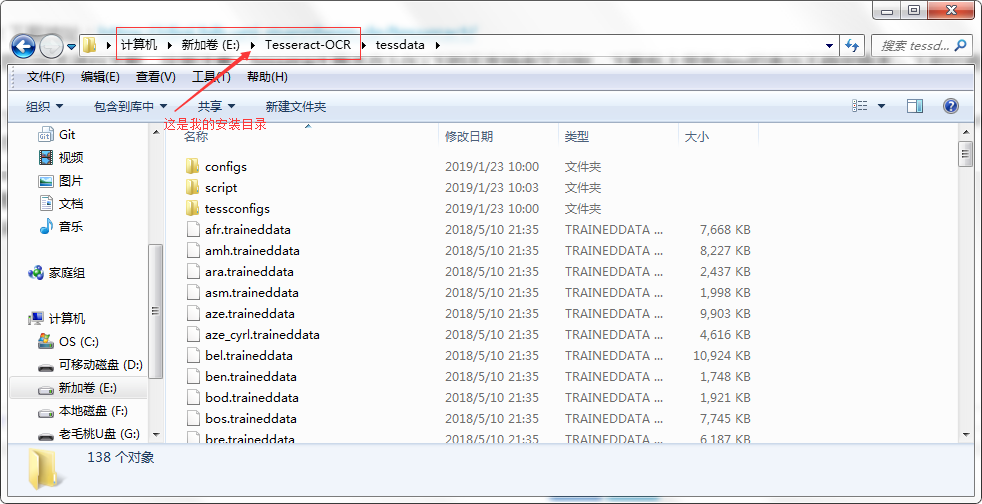 计算机 新加卷 (E:) Tesseract-OCR tessdata
搜索 tessd...
文件(F) 编辑(E) 查看(V) 工具(T) 帮助(H)
组织 包含到库中 共享 新建文件夹
这是我的安装目录
名称 修改日期 类型 大小
Git
视频
图片
文档
音乐
家庭组
计算机
OS (C:)
可移动磁盘 (D:)
新加卷 (E:)
本地磁盘 (F:)
老毛桃U盘 (G:)
configs 2019/1/23 10:00 文件夹
script 2019/1/23 10:03 文件夹
tessconfigs 2019/1/23 10:00 文件夹
afr.traineddata 2018/5/10 21:35 TRAINEDDATA ... 7,668 KB
amh.traineddata 2018/5/10 21:35 TRAINEDDATA ... 8,227 KB
ara.traineddata 2018/5/10 21:35 TRAINEDDATA ... 2,437 KB
asm.traineddata 2018/5/10 21:35 TRAINEDDATA ... 1,998 KB
aze.traineddata 2018/5/10 21:35 TRAINEDDATA ... 9,903 KB
aze_cyrl.traineddata 2018/5/10 21:35 TRAINEDDATA ... 4,616 KB
bel.traineddata 2018/5/10 21:35 TRAINEDDATA ... 10,924 KB
ben.traineddata 2018/5/10 21:35 TRAINEDDATA ... 1,748 KB
bod.traineddata 2018/5/10 21:35 TRAINEDDATA ... 1,921 KB
bos.traineddata 2018/5/10 21:35 TRAINEDDATA ... 7,745 KB
bre.traineddata 2018/5/10 21:35 TRAINEDDATA ... 6,187 KB
138 个对象